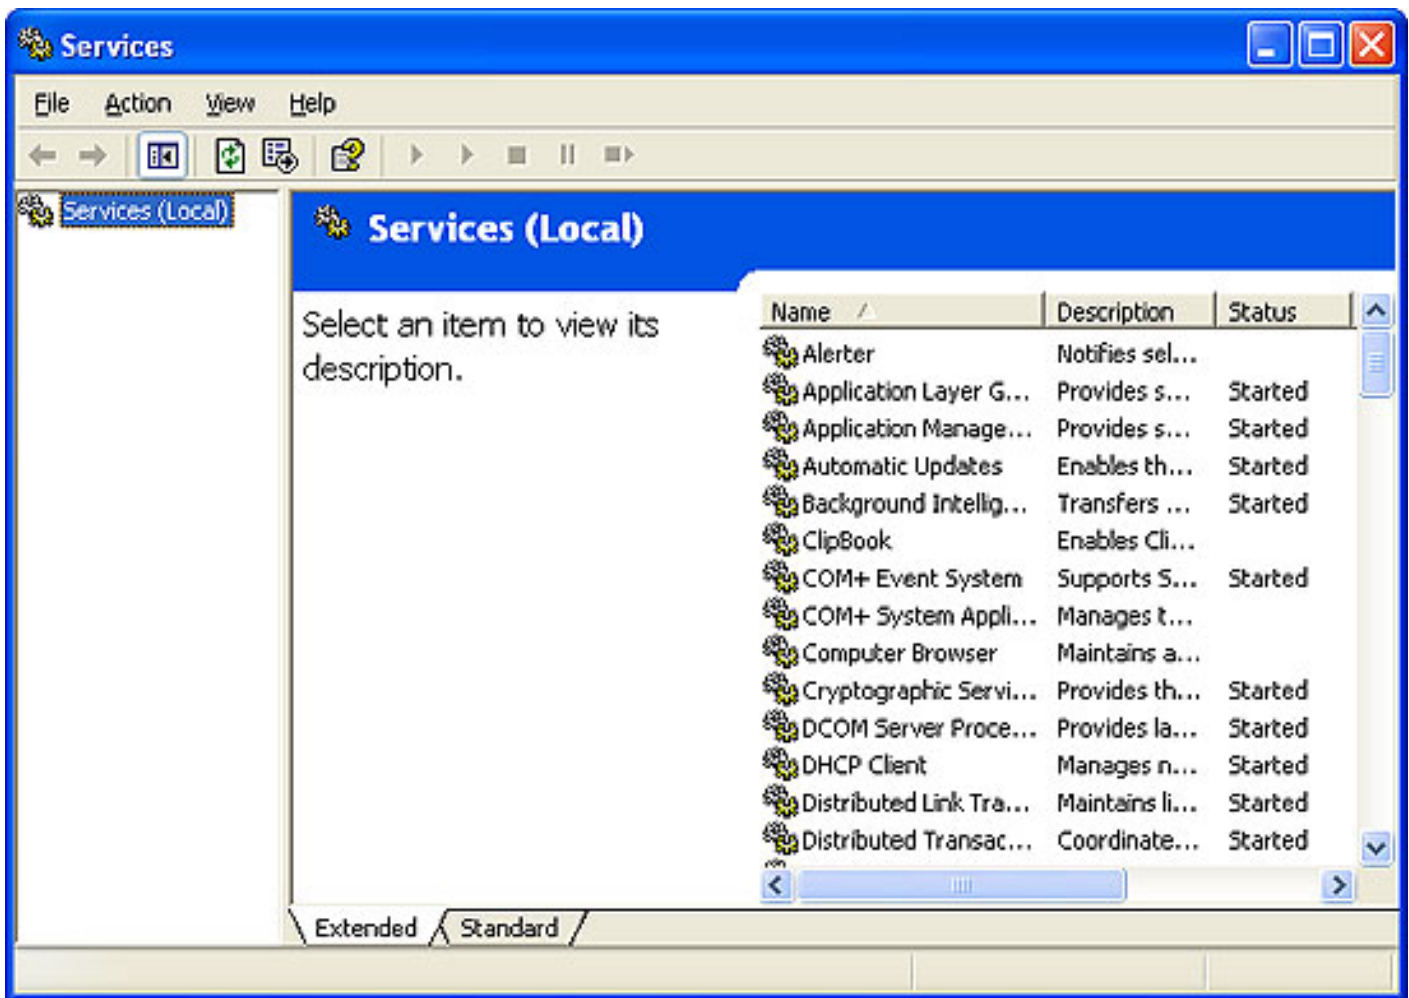 Services
File Action View Help
Services (Local)
Services (Local)
Select an item to view its
description.
Name Description Status
Alerter Notifies sel...
Application Layer G... Provides s... Started
Application Manage... Provides s... Started
Automatic Updates Enables th... Started
Background Intellig... Transfers ... Started
ClipBook Enables Cli...
COM+ Event System Supports S... Started
COM+ System Appli... Manages t...
Computer Browser Maintains a...
Cryptographic Servi... Provides th... Started
DCOM Server Proce... Provides la... Started
DHCP Client Manages n... Started
Distributed Link Tra... Maintains li... Started
Distributed Transac... Coordinate... Started
Extended Standard